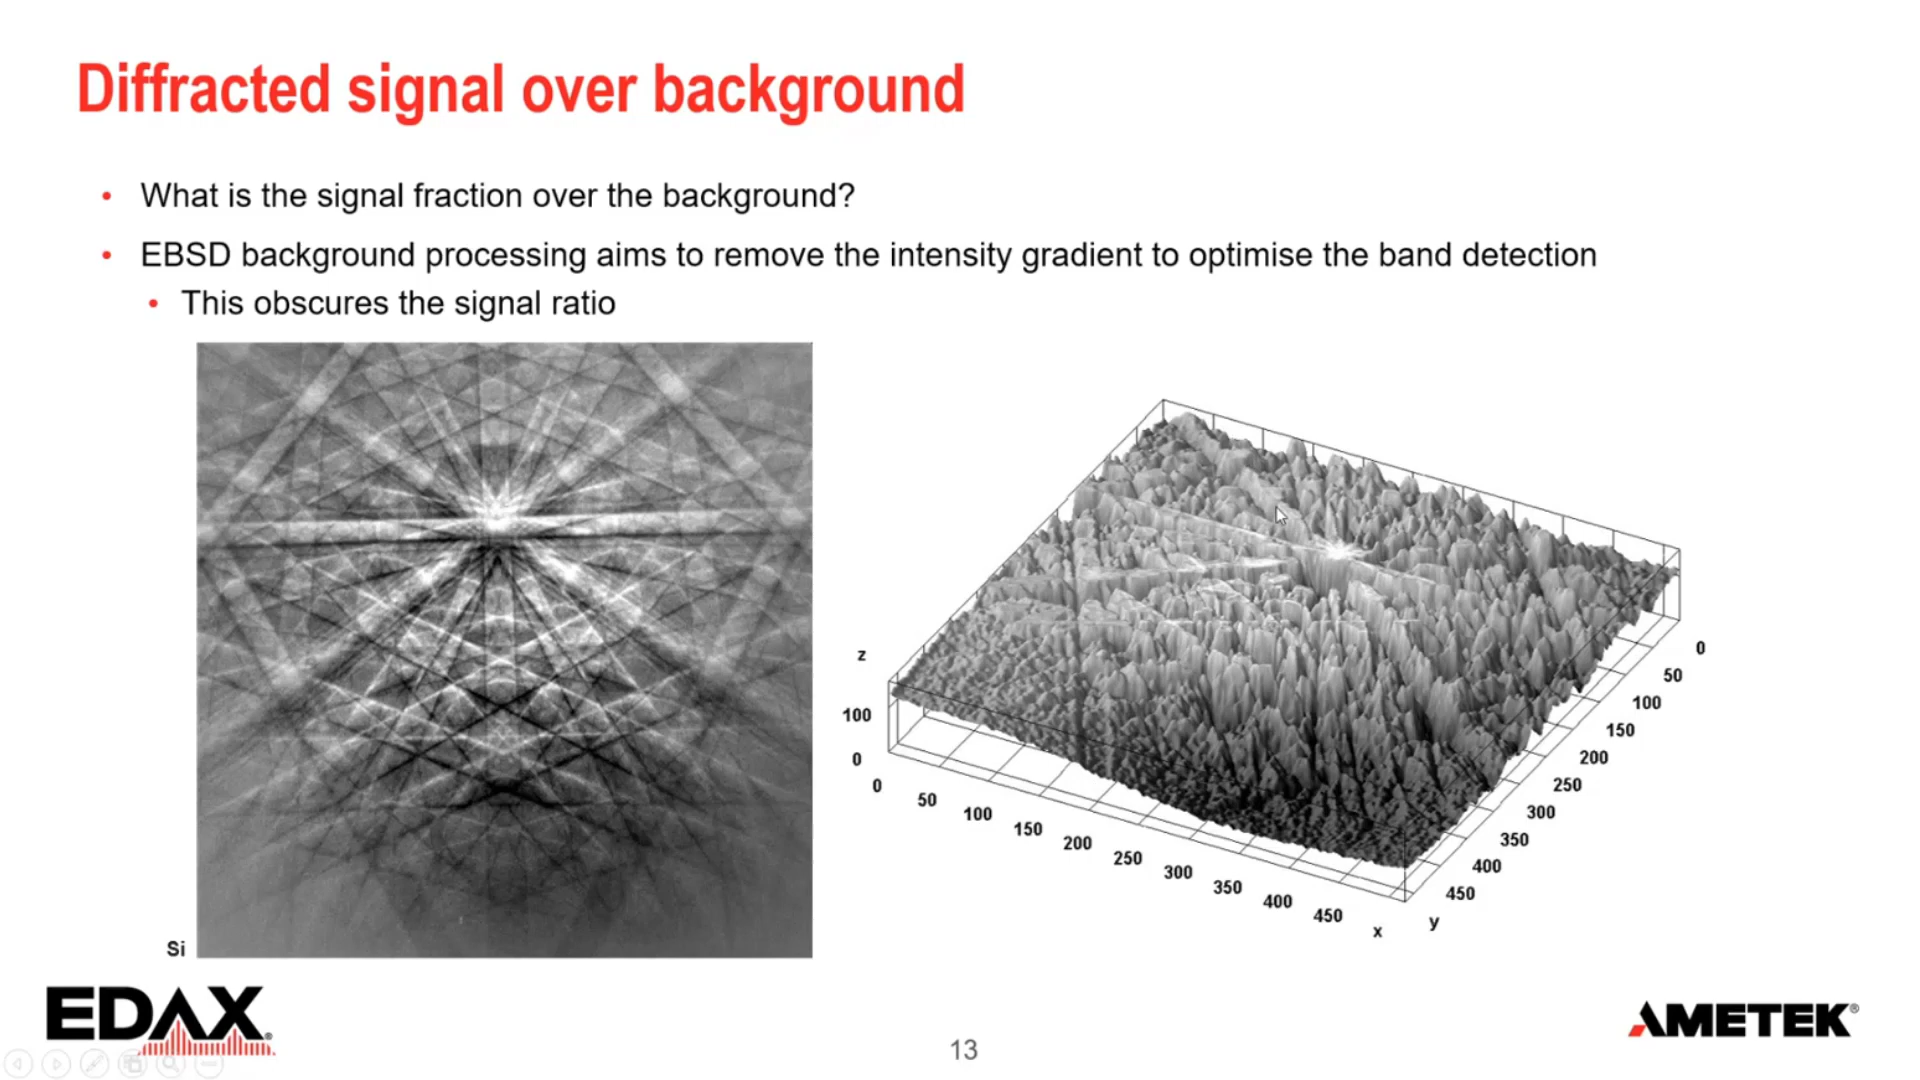 Diffracted signal over background
• What is the signal fraction over the background?
• EBSD background processing aims to remove the intensity gradient to optimise the band detection
• This obscures the signal ratio
Si
z
100
0
0
50
100
150
200
250
300
350
400
450
x
0
50
100
150
200
250
300
350
400
450
y
EDAX®
13
AMETEK®